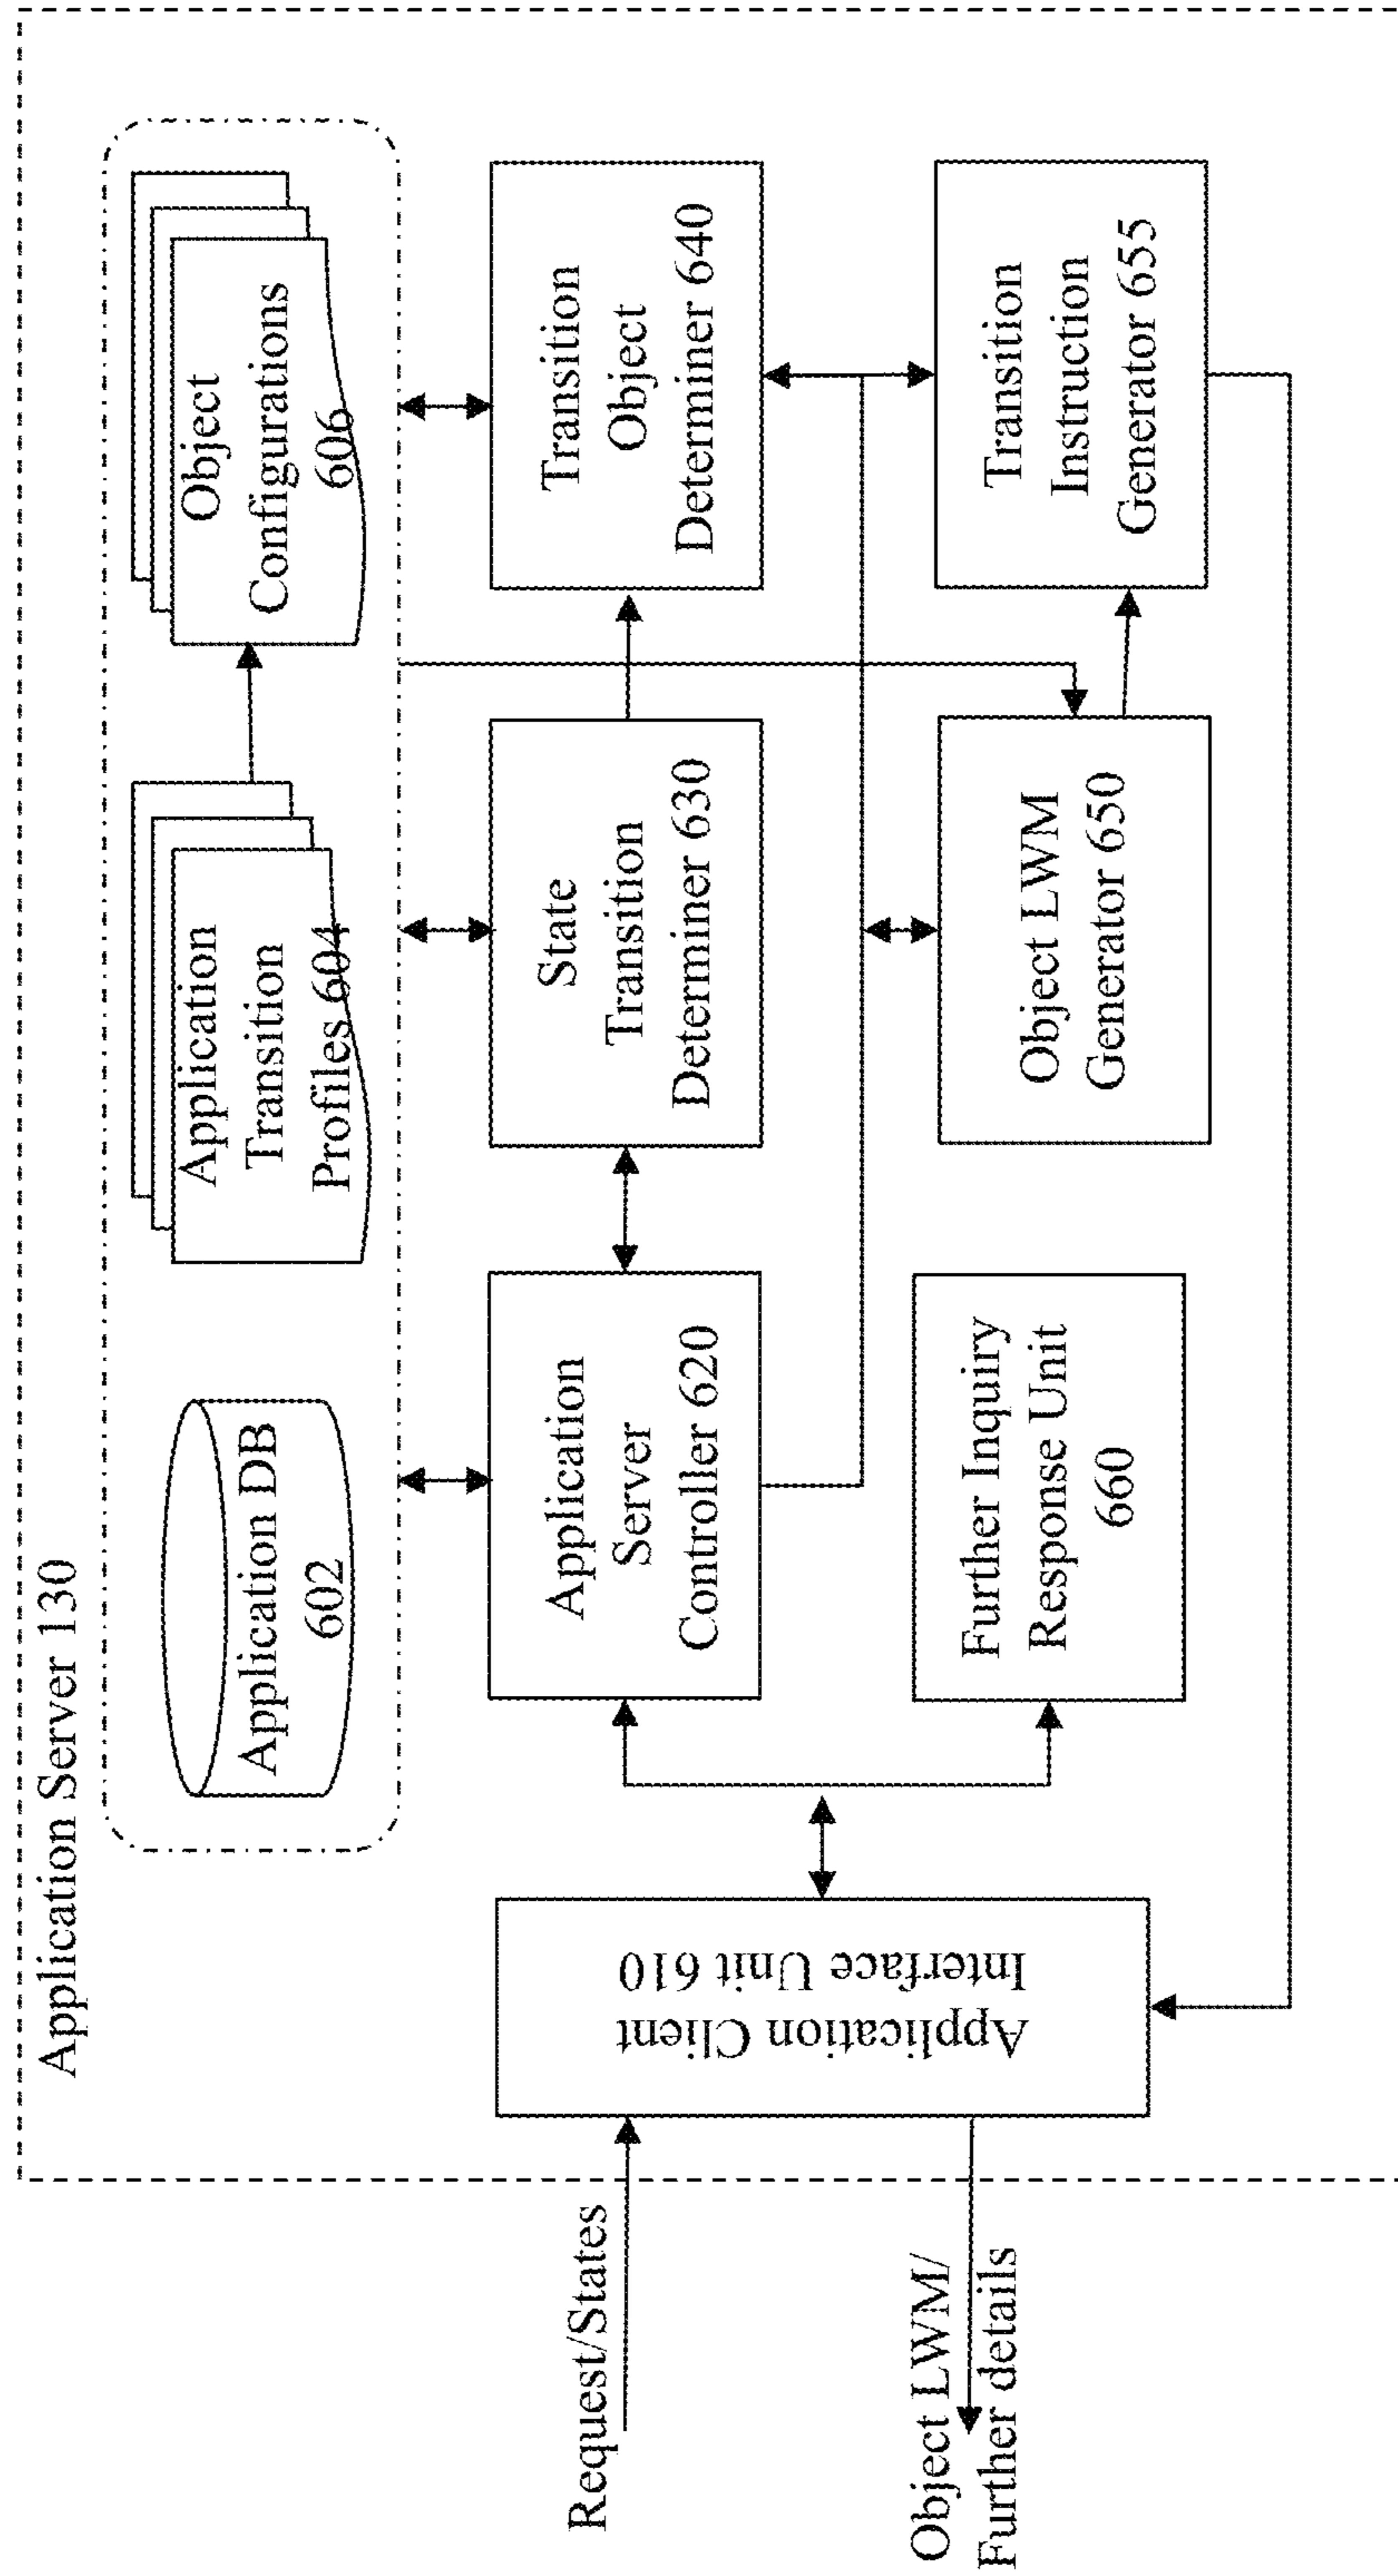 Application Server 130
Application DB
602
Application
Transition
Profiles 604
Object
Configurations
606
Request/States
Object LWM/
Further details
Application Client
Interface Unit 610
Application
Server
Controller 620
State
Transition
Determiner 630
Transition
Object
Determiner 640
Further Inquiry
Response Unit
660
Object LWM
Generator 650
Transition
Instruction
Generator 655